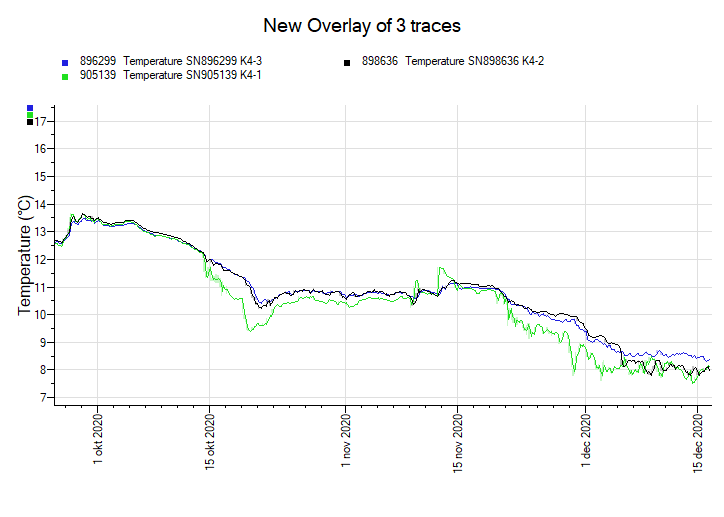 New Overlay of 3 traces
896299 Temperature SN896299 K4-3
898636 Temperature SN898636 K4-2
905139 Temperature SN905139 K4-1
Temperature (°C)
17
16
15
14
13
12
11
10
9
8
7
1 okt 2020
15 okt 2020
1 nov 2020
15 nov 2020
1 dec 2020
15 dec 2020